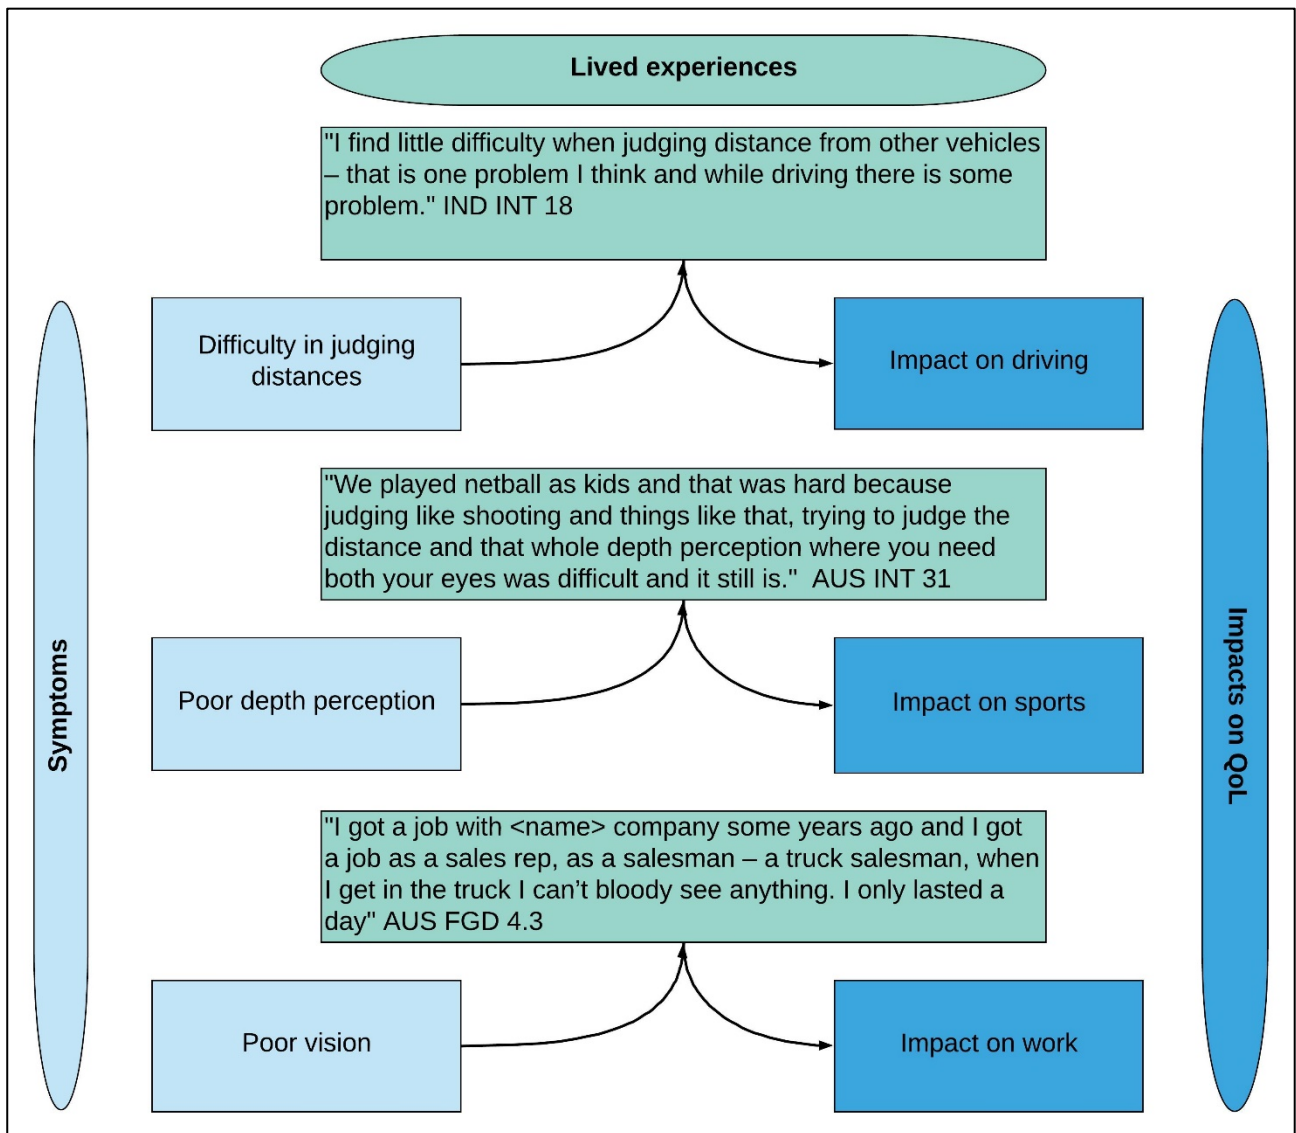 Lived experiences
"I find little difficulty when judging distance from other vehicles
– that is one problem I think and while driving there is some
problem." IND INT 18
Difficulty in judging
distances
Impact on driving
"We played netball as kids and that was hard because
judging like shooting and things like that, trying to judge the
distance and that whole depth perception where you need
both your eyes was difficult and it still is."  AUS INT 31
Poor depth perception
Impact on sports
Symptoms
Impacts on QoL
"I got a job with <name> company some years ago and I got
a job as a sales rep, as a salesman – a truck salesman, when
I get in the truck I can’t bloody see anything. I only lasted a
day" AUS FGD 4.3
Poor vision
Impact on work